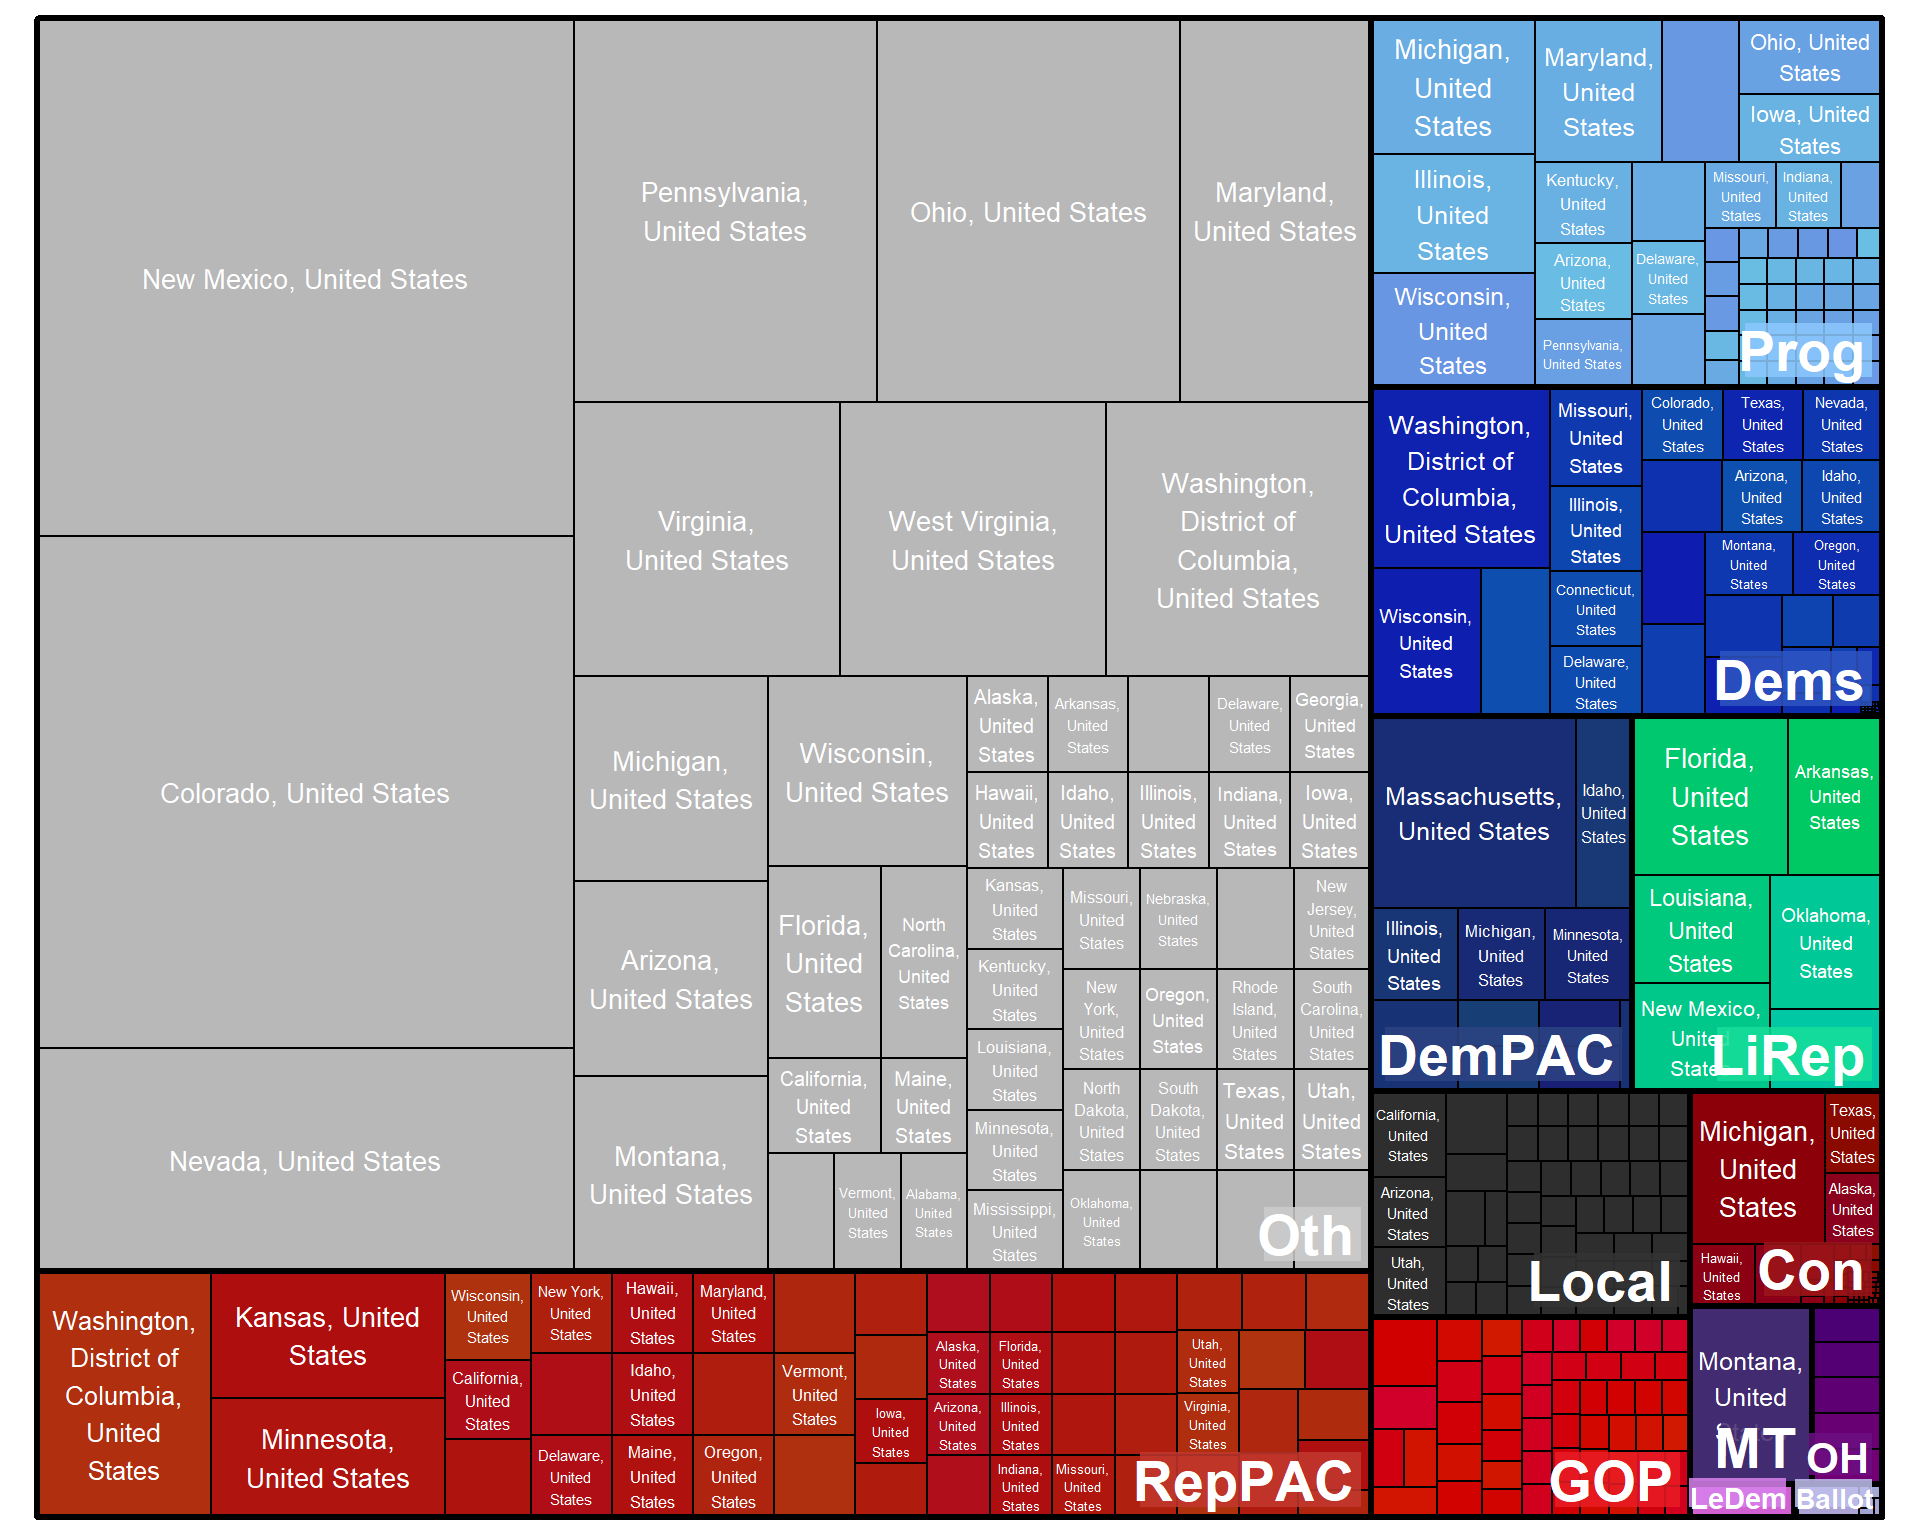 New Mexico, United States
Colorado, United States
Nevada, United States
Pennsylvania,
United States
Ohio, United States
Maryland,
United States
Virginia,
United States
West Virginia,
United States
Washington,
District of
Columbia,
United States
Michigan,
United States
Arizona,
United States
Montana,
United States
Wisconsin,
United States
Florida,
United
States
North
Carolina,
United
States
California,
United
States
Maine,
United
States
Vermont,
United
States
Alabama,
United
States
Alaska,
United
States
Arkansas,
United
States
Delaware,
United
States
Georgia,
United
States
Hawaii,
United
States
Idaho,
United
States
Illinois,
United
States
Indiana,
United
States
Iowa,
United
States
Kansas,
United
States
Kentucky,
United
States
Louisiana,
United
States
Minnesota,
United
States
Mississippi,
United
States
Missouri,
United
States
Nebraska,
United
States
New
Jersey,
United
States
New
York,
United
States
Oregon,
United
States
Rhode
Island,
United
States
South
Carolina,
United
States
North
Dakota,
United
States
South
Dakota,
United
States
Texas,
United
States
Utah,
United
States
Oklahoma,
United
States
Oth
Washington,
District of
Columbia,
United
States
Kansas, United
States
Minnesota,
United States
Wisconsin,
United
States
California,
United
States
New York,
United
States
Delaware,
United
States
Hawaii,
United
States
Idaho,
United
States
Maine,
United
States
Maryland,
United
States
Oregon,
United
States
Vermont,
United
States
Iowa,
United
States
Alaska,
United
States
Arizona,
United
States
Florida,
United
States
Illinois,
United
States
Indiana,
United
States
Missouri,
United
States
Utah,
United
States
Virginia,
United
States
RepPAC
Michigan,
United
States
Illinois,
United
States
Wisconsin,
United
States
Maryland,
United
States
Ohio, United
States
Iowa, United
States
Kentucky,
United
States
Arizona,
United
States
Pennsylvania,
United States
Delaware,
United
States
Missouri,
United
States
Indiana,
United
States
Prog
Washington,
District of
Columbia,
United States
Wisconsin,
United
States
Missouri,
United
States
Illinois,
United
States
Connecticut,
United
States
Delaware,
United
States
Colorado,
United
States
Texas,
United
States
Nevada,
United
States
Arizona,
United
States
Idaho,
United
States
Montana,
United
States
Oregon,
United
States
Dems
Massachusetts,
United States
Idaho,
United
States
Illinois,
United
States
Michigan,
United
States
Minnesota,
United
States
DemPAC
Florida,
United
States
Arkansas,
United
States
Louisiana,
United
States
Oklahoma,
United
States
New Mexico,
United
States
LiRep
California,
United
States
Arizona,
United
States
Utah,
United
States
Local
Michigan,
United
States
Texas,
United
States
Alaska,
United
States
Hawaii,
United
States
Con
GOP
Montana,
United
States
MT
OH
LeDem
Ballot